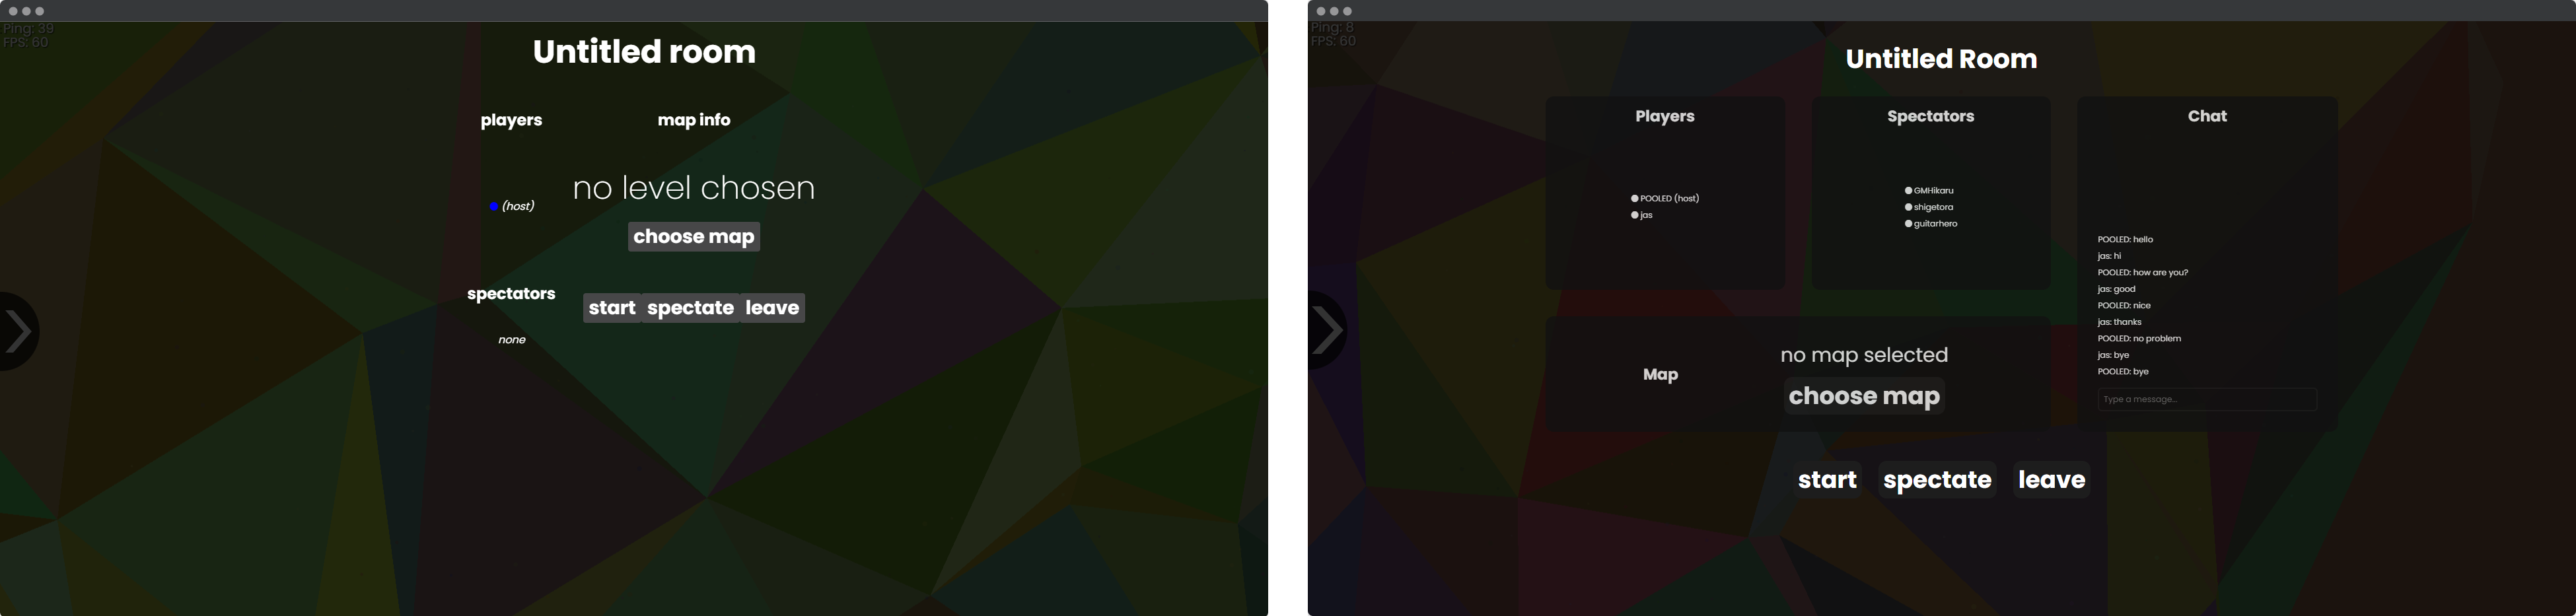 Ping: 39
FPS: 60
Untitled room
players
map info
no level chosen
(host)
choose map
spectators
start spectate leave
none
Ping: 8
FPS: 60
Untitled Room
Players
POOLED (host)
jas
Spectators
GMHikaru
shigetora
guitarhero
Chat
POOLED: hello
jas: hi
POOLED: how are you?
jas: good
POOLED: nice
jas: thanks
POOLED: no problem
jas: bye
POOLED: bye
Type a message...
Map
no map selected
choose map
start spectate leave